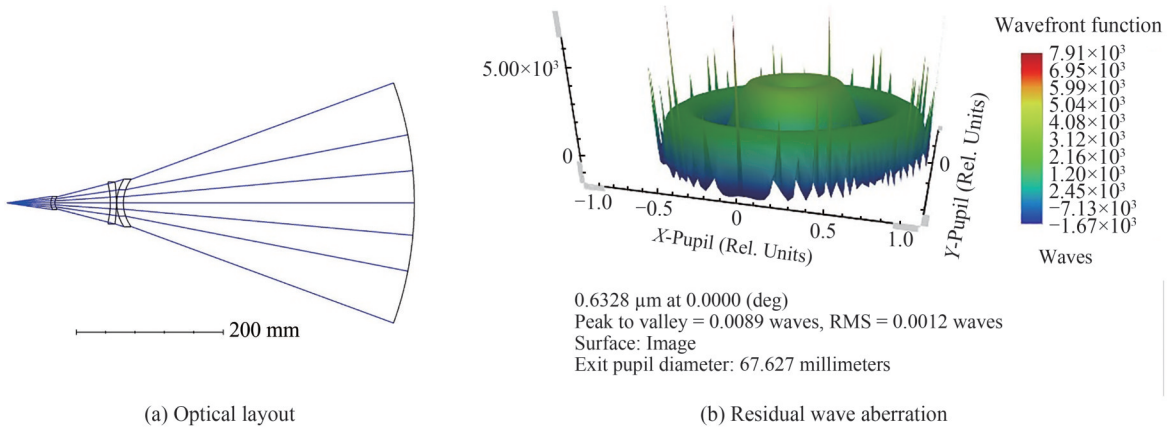 200 mm
(a) Optical layout
5.00×10³
0
−1.0
−0.5
0
0.5
1.0
X-Pupil (Rel. Units)
0
Y-Pupil (Rel. Units)
Wavefront function
7.91×10³
6.95×10³
5.99×10³
5.04×10³
4.08×10³
3.12×10³
2.16×10³
1.20×10³
2.45×10³
−7.13×10³
−1.67×10³
Waves
0.6328 μm at 0.0000 (deg)
Peak to valley = 0.0089 waves, RMS = 0.0012 waves
Surface: Image
Exit pupil diameter: 67.627 millimeters
(b) Residual wave aberration